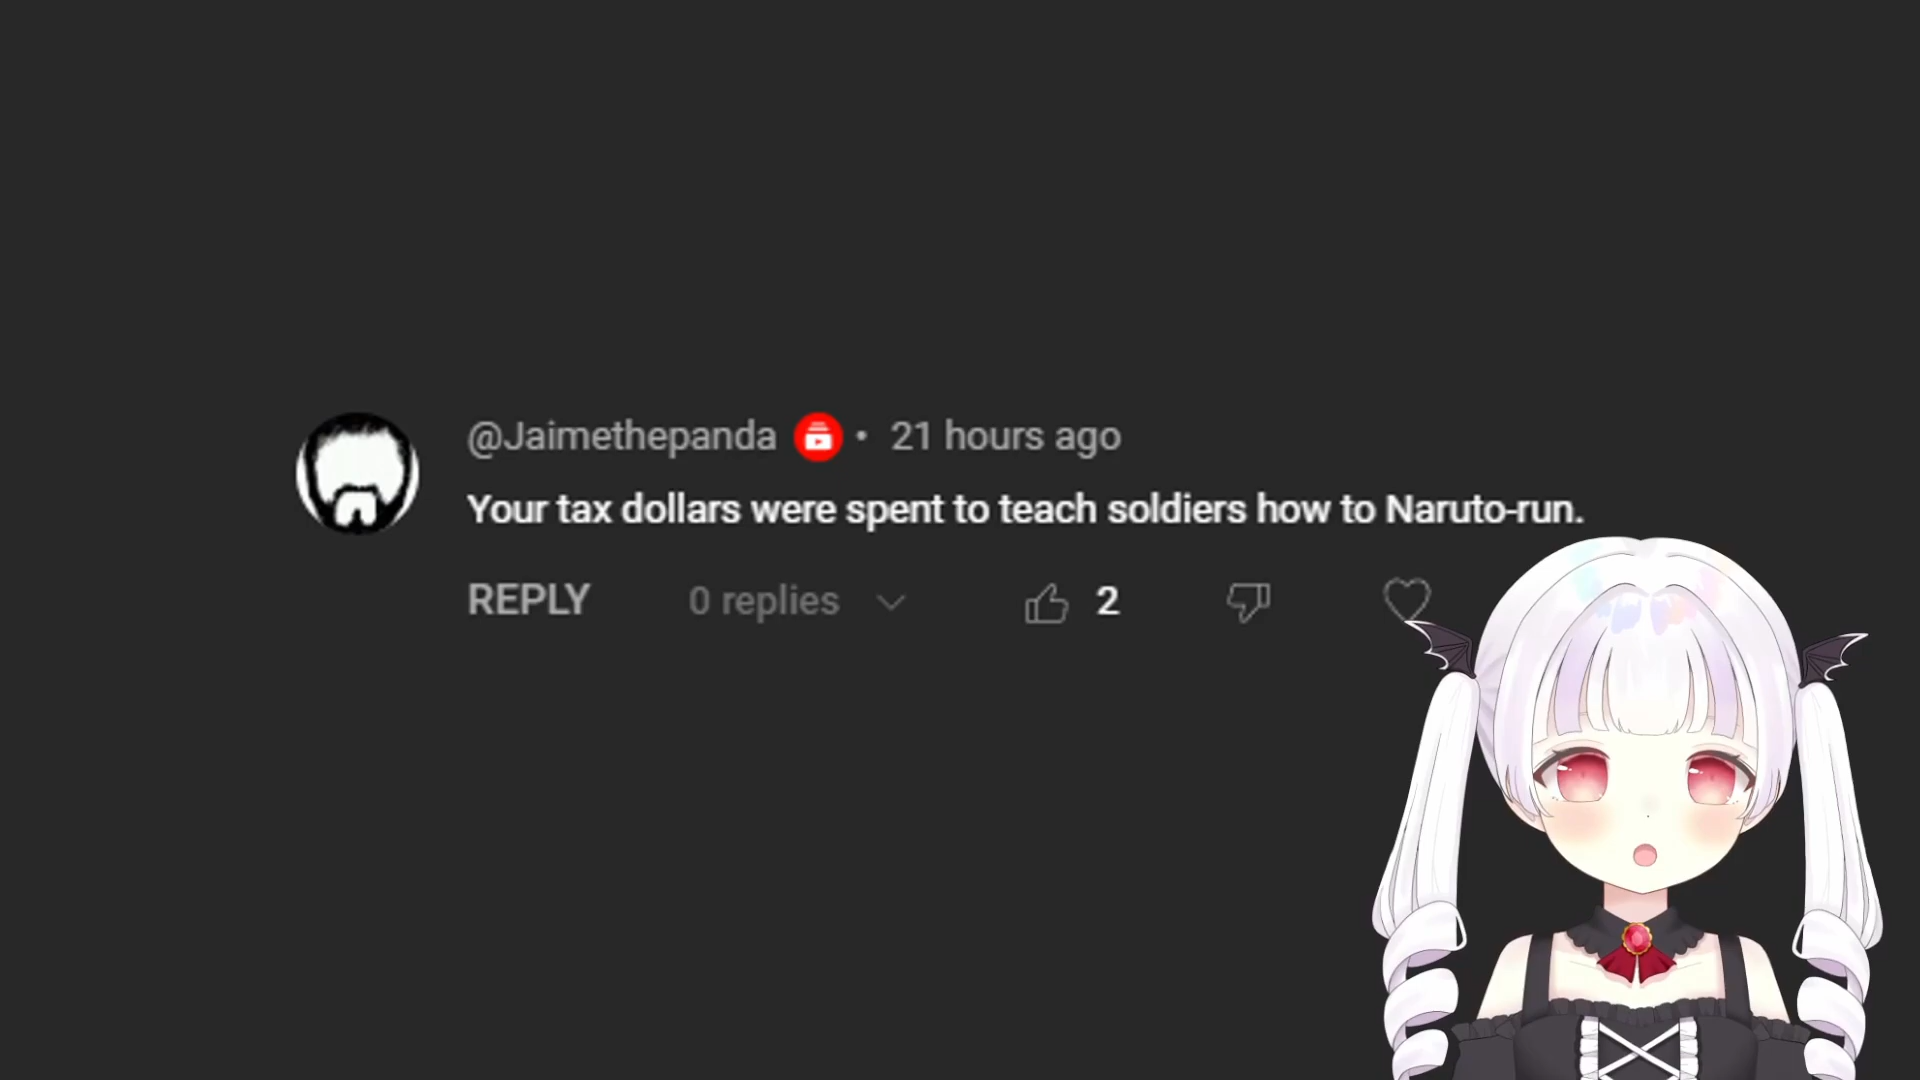 @Jaimethepanda • 21 hours ago
Your tax dollars were spent to teach soldiers how to Naruto-run.
REPLY 0 replies 2